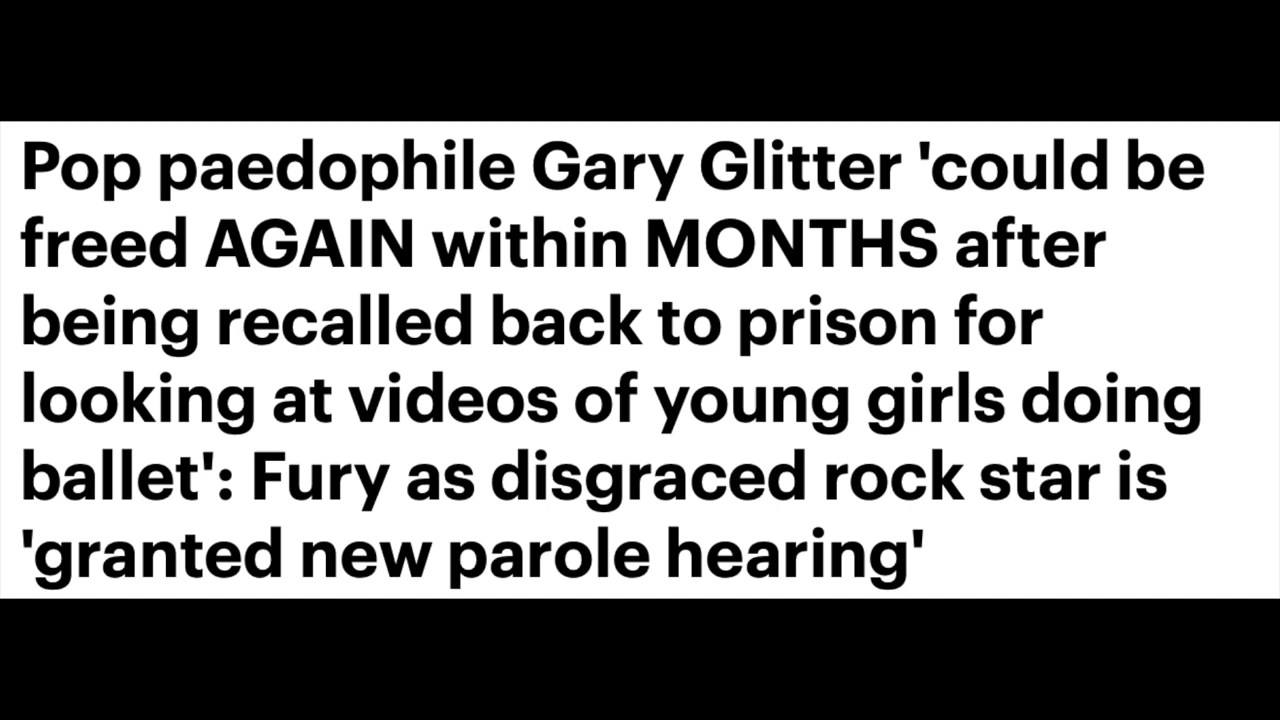 Pop paedophile Gary Glitter 'could be
freed AGAIN within MONTHS after
being recalled back to prison for
looking at videos of young girls doing
ballet': Fury as disgraced rock star is
'granted new parole hearing'